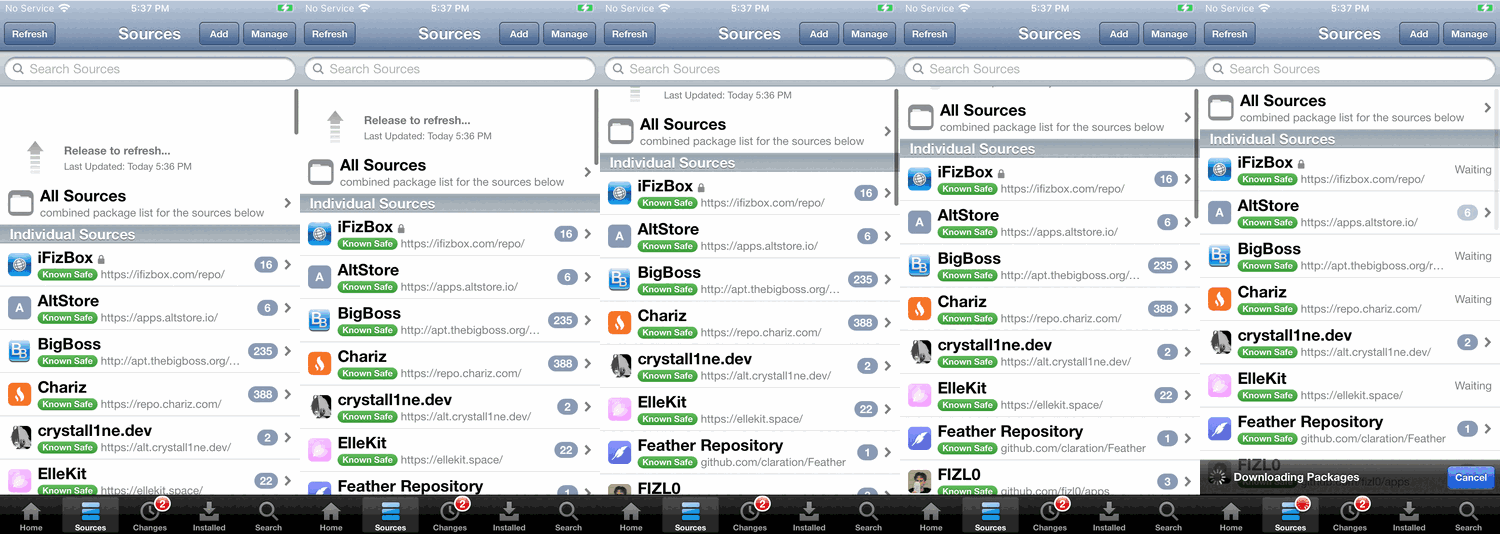 No Service 5:37 PM
Refresh Sources Add Manage
Search Sources
Release to refresh...
Last Updated: Today 5:36 PM
All Sources
combined package list for the sources below
Individual Sources
iFizBox
Known Safe https://ifizbox.com/repo/ 16
AltStore
A Known Safe https://apps.altstore.io/ 6
BigBoss
BB Known Safe http://apt.thebigboss.org/... 235
Chariz
Known Safe https://repo.chariz.com/ 388
crystall1ne.dev
Known Safe https://alt.crystall1ne.dev/ 2
ElleKit
Known Safe https://ellekit.space/ 22
2
Home Sources Changes Installed Search
No Service 5:37 PM
Refresh Sources Add Manage
Search Sources
Release to refresh...
Last Updated: Today 5:36 PM
All Sources
combined package list for the sources below
Individual Sources
iFizBox
Known Safe https://ifizbox.com/repo/ 16
AltStore
A Known Safe https://apps.altstore.io/ 6
BigBoss
BB Known Safe http://apt.thebigboss.org/... 235
Chariz
Known Safe https://repo.chariz.com/ 388
crystall1ne.dev
Known Safe https://alt.crystall1ne.dev/ 2
ElleKit
Known Safe https://ellekit.space/ 22
Feather Repository 1
2
Home Sources Changes Installed Search
No Service 5:37 PM
Refresh Sources Add Manage
Search Sources
Last Updated: Today 5:36 PM
All Sources
combined package list for the sources below
Individual Sources
iFizBox
Known Safe https://ifizbox.com/repo/ 16
AltStore
A Known Safe https://apps.altstore.io/ 6
BigBoss
BB Known Safe http://apt.thebigboss.org/... 235
Chariz
Known Safe https://repo.chariz.com/ 388
crystall1ne.dev
Known Safe https://alt.crystall1ne.dev/ 2
ElleKit
Known Safe https://ellekit.space/ 22
Feather Repository
Known Safe github.com/claration/Feather 1
FIZL0 3
2
Home Sources Changes Installed Search
No Service 5:37 PM
Refresh Sources Add Manage
Search Sources
All Sources
combined package list for the sources below
Individual Sources
iFizBox
Known Safe https://ifizbox.com/repo/ 16
AltStore
A Known Safe https://apps.altstore.io/ 6
BigBoss
BB Known Safe http://apt.thebigboss.org/... 235
Chariz
Known Safe https://repo.chariz.com/ 388
crystall1ne.dev
Known Safe https://alt.crystall1ne.dev/ 2
ElleKit
Known Safe https://ellekit.space/ 22
Feather Repository
Known Safe github.com/claration/Feather 1
FIZL0
Known Safe github.com/fizl0/apps 3
2
Home Sources Changes Installed Search
No Service 5:37 PM
Refresh Sources Add Manage
Search Sources
All Sources
combined package list for the sources below
Individual Sources
iFizBox
Known Safe https://ifizbox.com/repo/ Waiting
AltStore
A Known Safe https://apps.altstore.io/ 6
BigBoss
BB Known Safe http://apt.thebigboss.org/r... Waiting
Chariz
Known Safe https://repo.chariz.com/ Waiting
crystall1ne.dev
Known Safe https://alt.crystall1ne.dev/ 2
ElleKit
Known Safe https://ellekit.space/ Waiting
Feather Repository
Known Safe github.com/claration/Feather 1
FIZL0
Downloading Packages Cancel
2
Home Sources Changes Installed Search